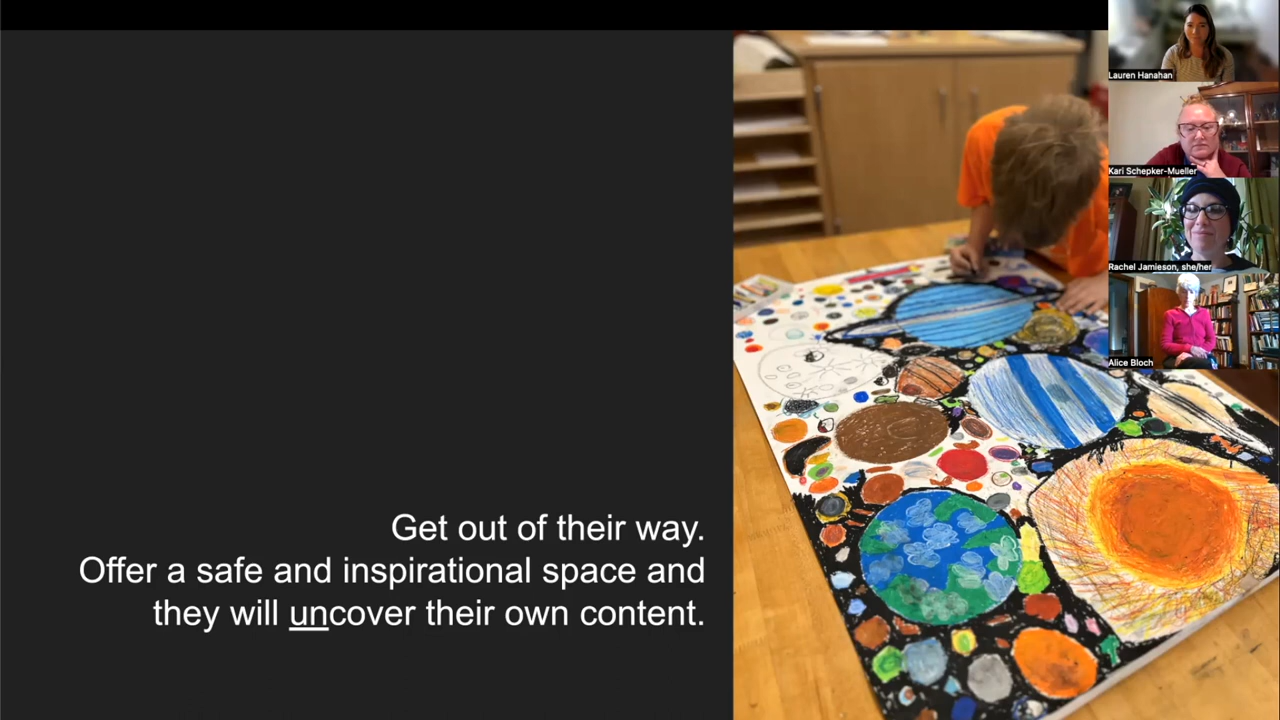 Get out of their way.
Offer a safe and inspirational space and
they will uncover their own content.
Lauren Hanahan
Kari Schepker-Mueller
Rachel Jamieson, she/her
Alice Bloch